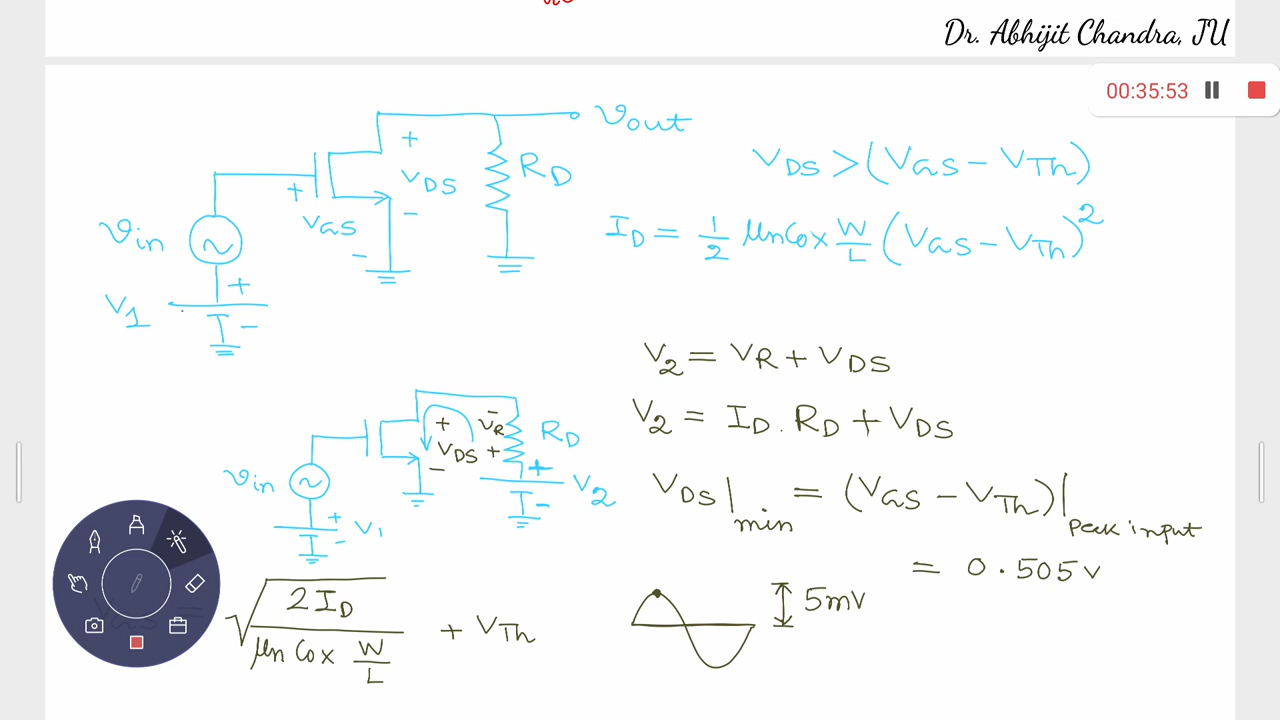 Dr. Abhijit Chandra, JU
00:35:53
Vout
+
VDS
-
RD
VDS > (VGS - VTh)
+
VGS
-
Vin
ID = 1/2 μnCox W/L (VGS - VTh)^2
V1
+
-
V2 = VR + VDS
V2 = ID . RD + VDS
+
VDS
-
- VR +
RD
Vin
+
-
V2
+
-
V1
VDS|min = (VGS - VTh)|peak input
= 0.505 V
√(2ID / μnCox W/L) + VTh
5mV